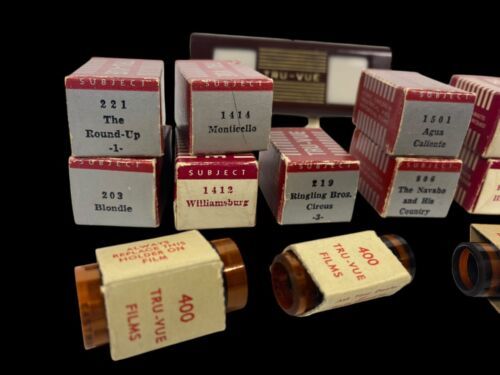 TRU-VUE
SUBJECT
221
The
Round-Up
-1-
SUBJECT
1414
Monticello
SUBJECT
1501
Agua
Caliente
203
Blondie
SUBJECT
1412
Williamsburg
219
Ringling Bros.
Circus
-3-
The Navaho
and His
Country
ALWAYS
REPLACE THIS
HOLDER ON
FILM
400
TRU-VUE
FILMS
400
TRU-VUE
FILMS